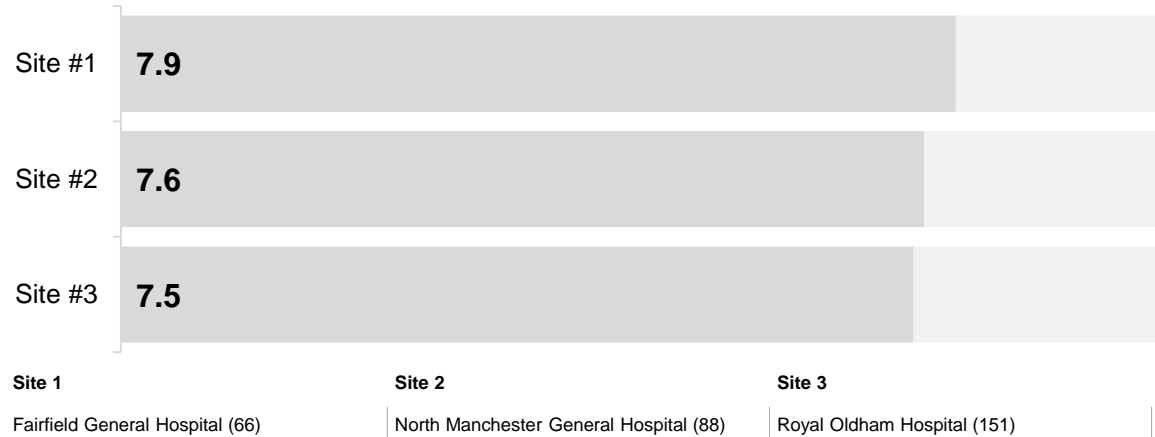 Site #1 7.9
Site #2 7.6
Site #3 7.5
Site 1 Site 2 Site 3
Fairfield General Hospital (66) North Manchester General Hospital (88) Royal Oldham Hospital (151)